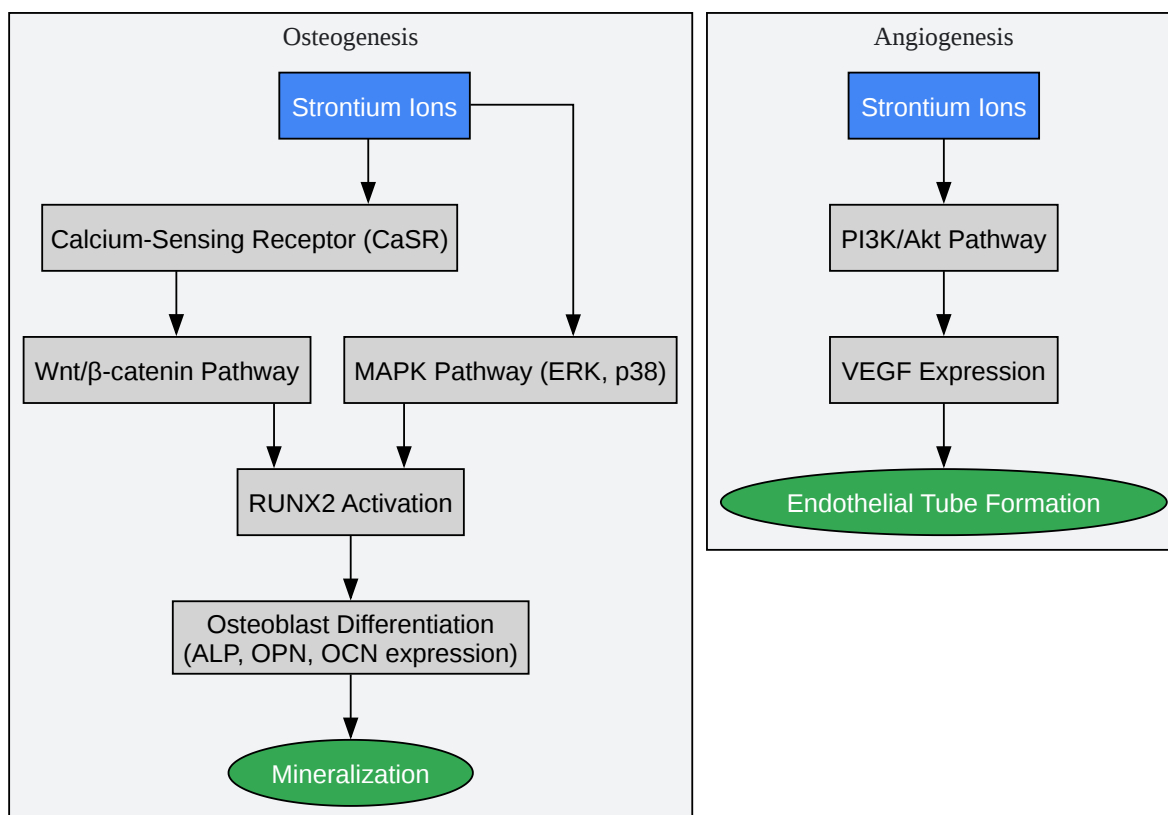 Osteogenesis
Strontium Ions
Calcium-Sensing Receptor (CaSR)
Wnt/β-catenin Pathway
MAPK Pathway (ERK, p38)
RUNX2 Activation
Osteoblast Differentiation
(ALP, OPN, OCN expression)
Mineralization
Angiogenesis
Strontium Ions
PI3K/Akt Pathway
VEGF Expression
Endothelial Tube Formation